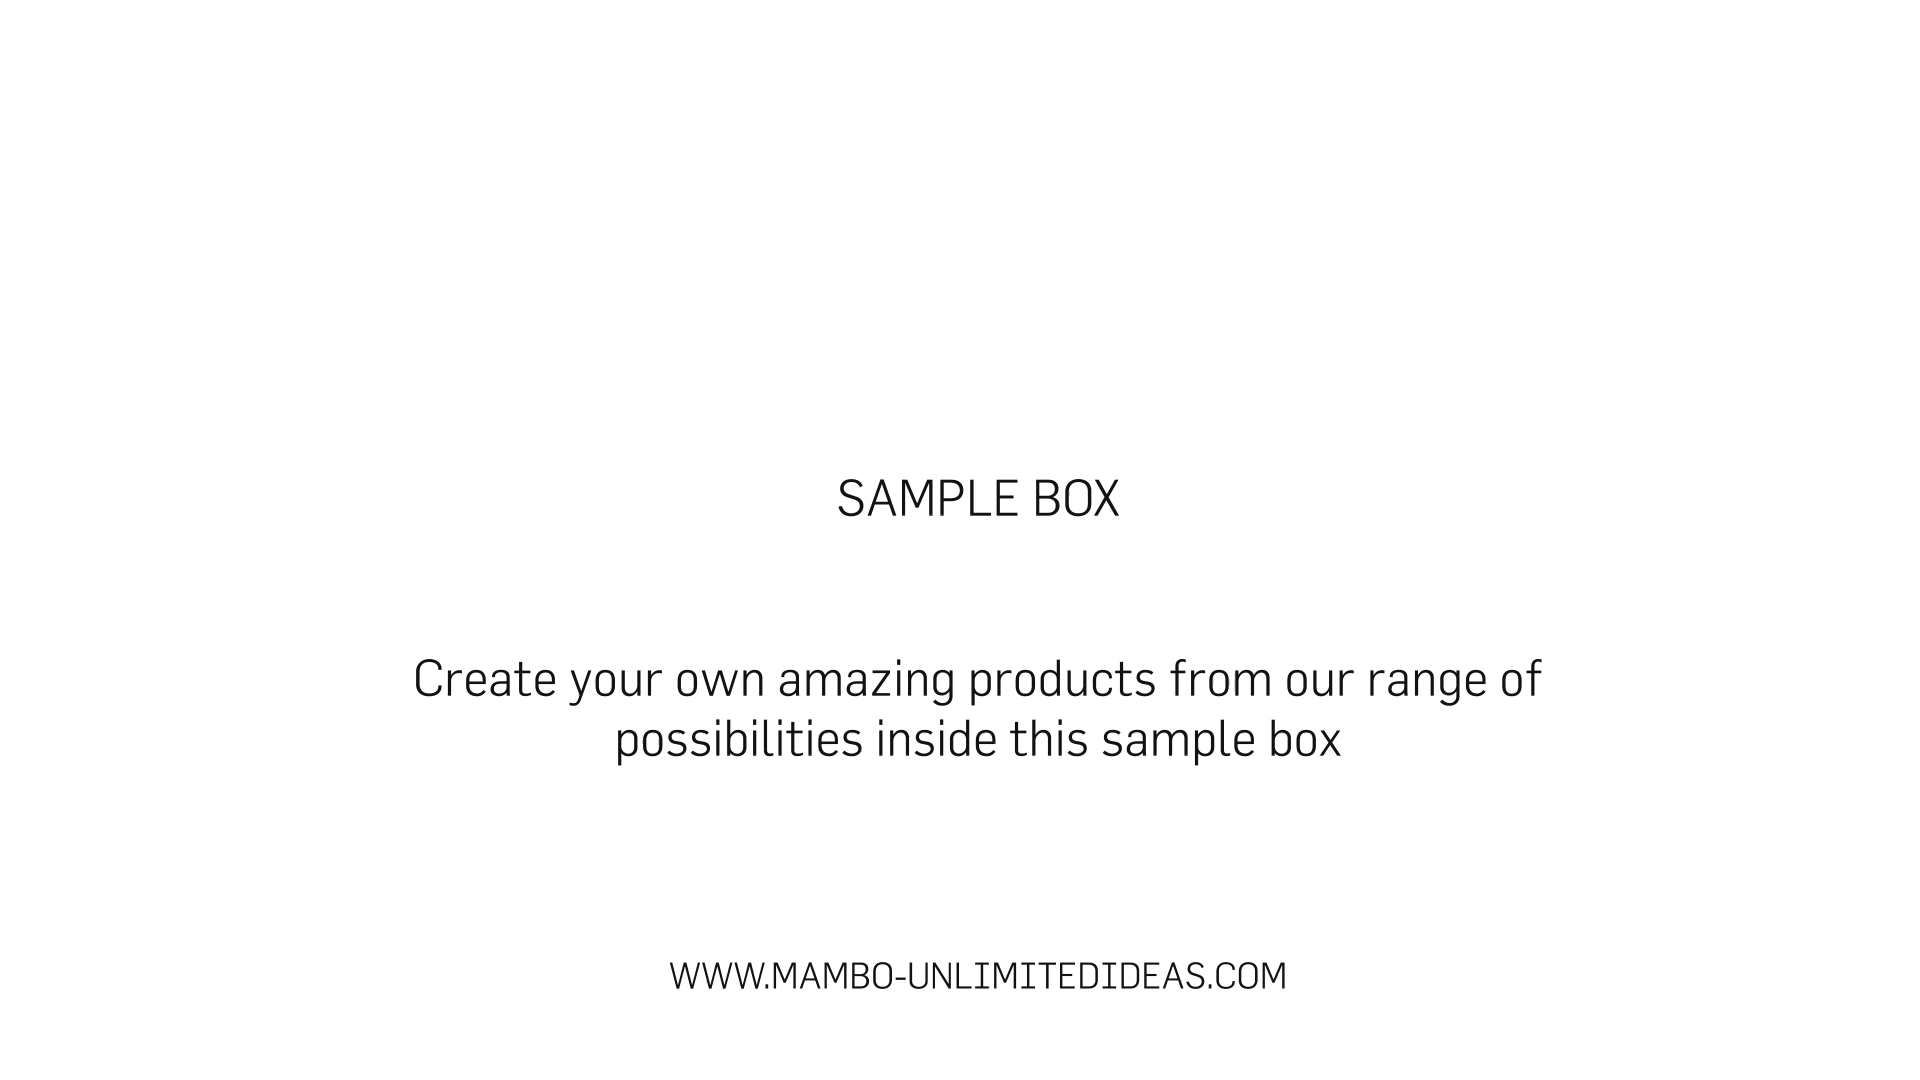 SAMPLE BOX
Create your own amazing products from our range of
possibilities inside this sample box
WWW.MAMBO-UNLIMITEDIDEAS.COM